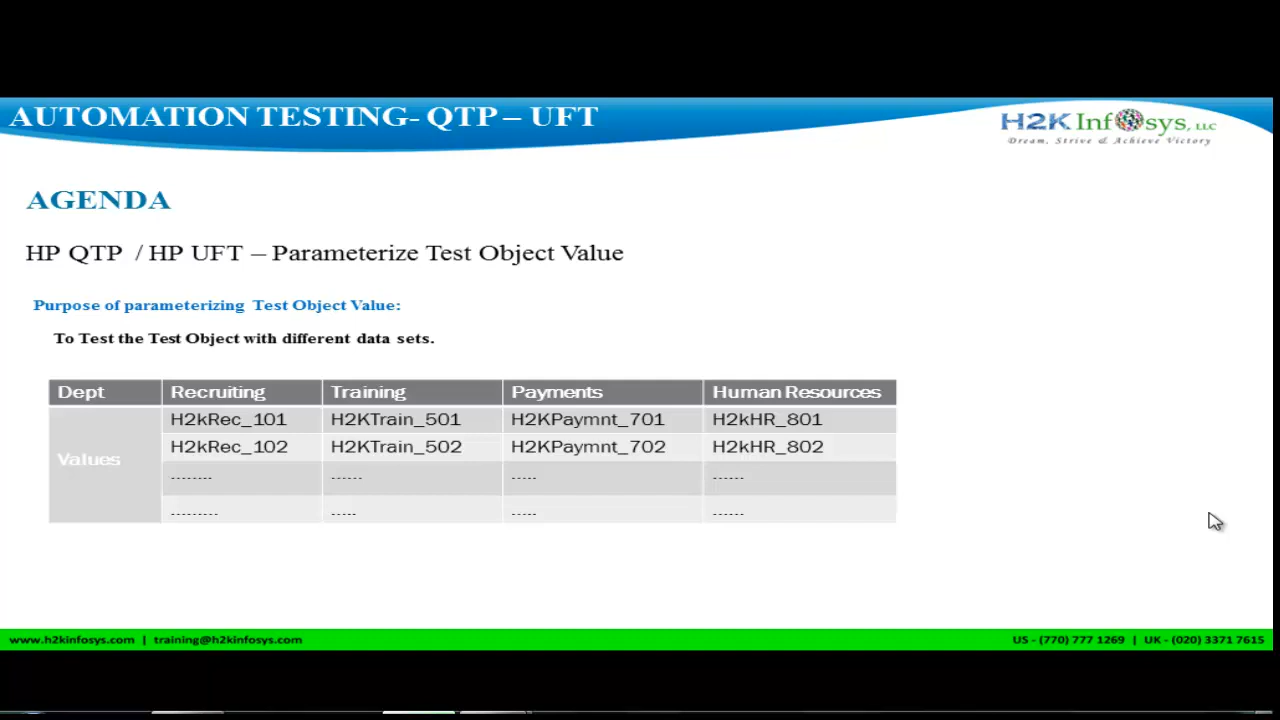 AUTOMATION TESTING- QTP – UFT
H2K Infosys, LLC
Dream, Strive & Achieve Victory
AGENDA
HP QTP / HP UFT – Parameterize Test Object Value
Purpose of parameterizing Test Object Value:
To Test the Test Object with different data sets.
Dept Recruiting Training Payments Human Resources
H2kRec_101 H2KTrain_501 H2KPaymnt_701 H2kHR_801
H2kRec_102 H2KTrain_502 H2KPaymnt_702 H2kHR_802
Values
-------- ------ ----- ------
--------- ----- ----- ------
www.h2kinfosys.com | training@h2kinfosys.com
US - (770) 777 1269 | UK - (020) 3371 7615